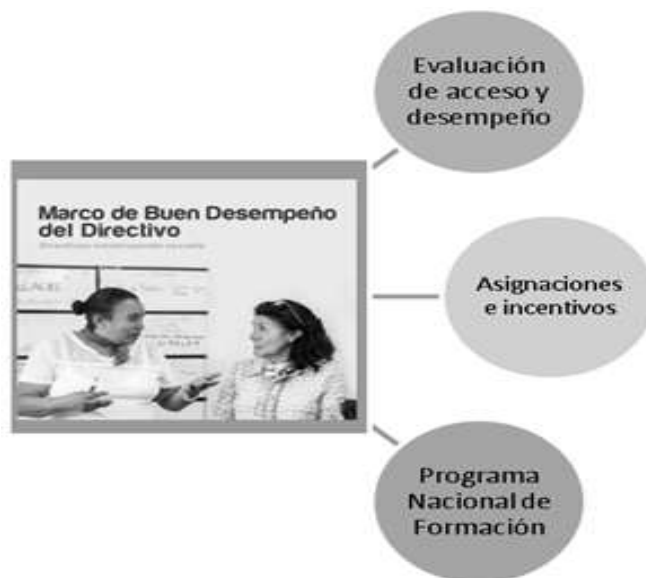 Marco de Buen Desempeño
del Directivo
Evaluación
de acceso y
desempeño
Asignaciones
e incentivos
Programa
Nacional de
Formación